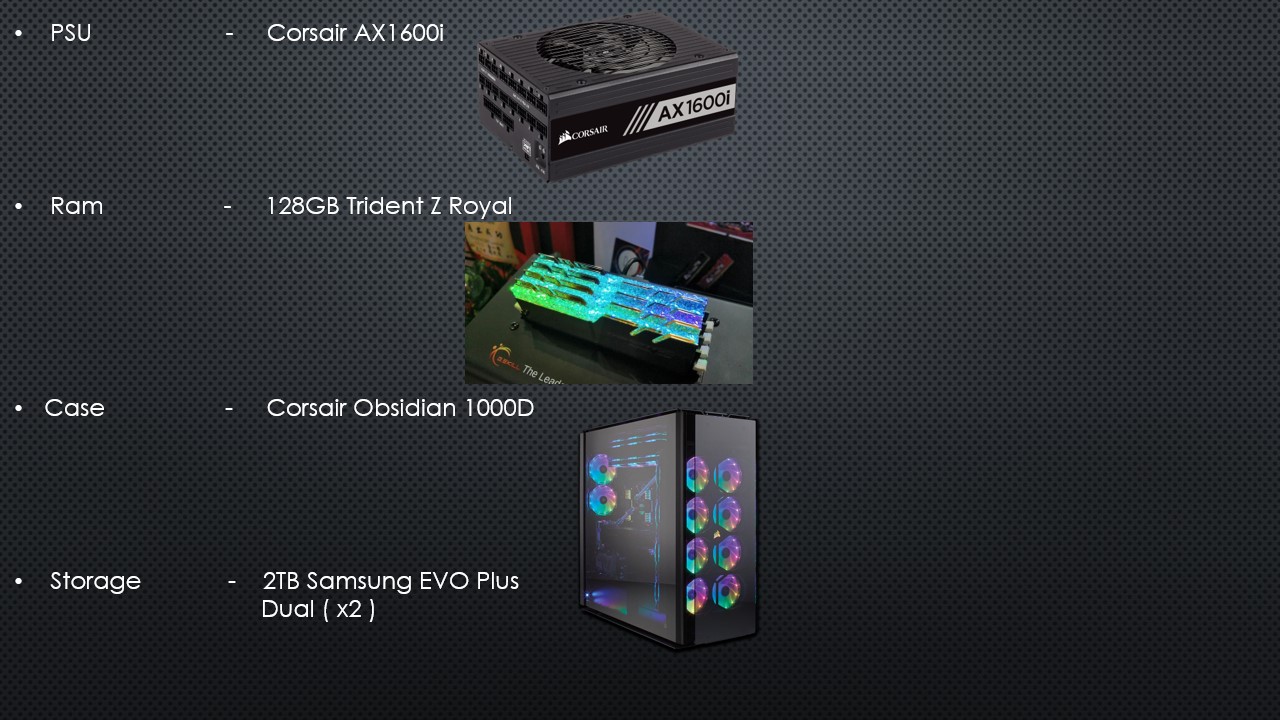 • PSU - Corsair AX1600i
AX1600i
CORSAIR
• Ram - 128GB Trident Z Royal
G.SKILL The Lead
• Case - Corsair Obsidian 1000D
• Storage - 2TB Samsung EVO Plus
Dual ( x2 )